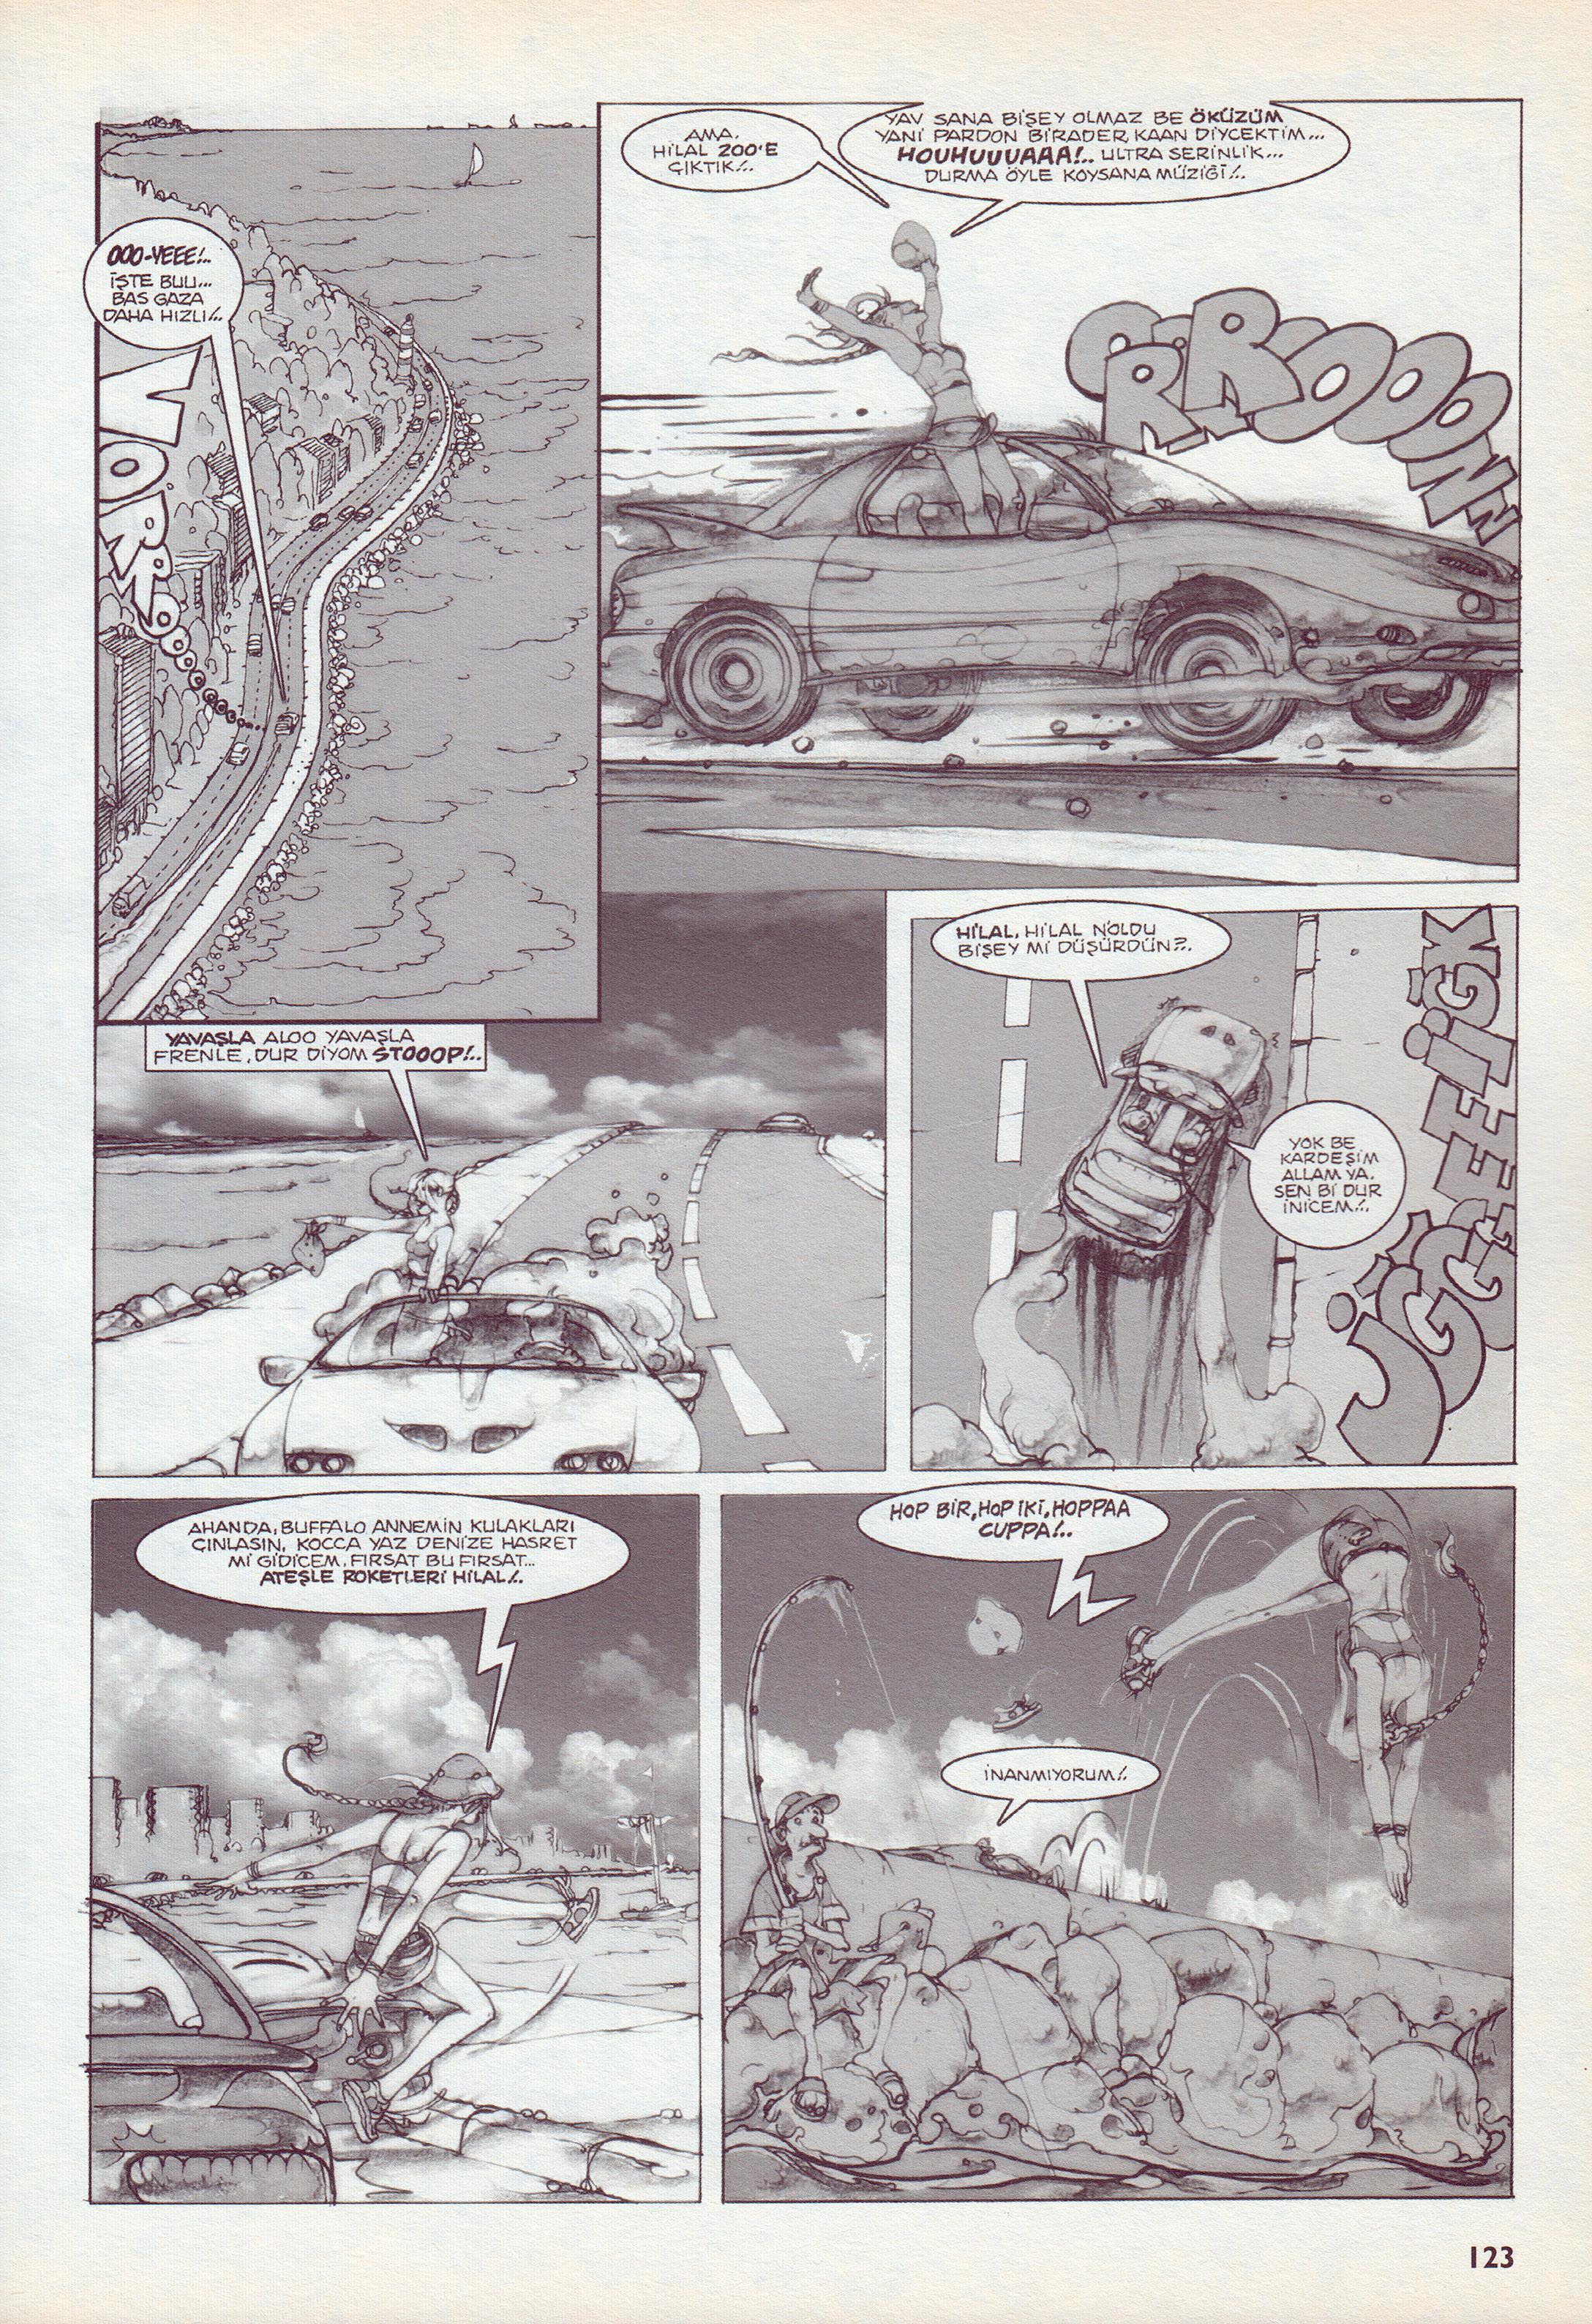 OOO-YEEE!..
İŞTE BUU...
BAS GAZA
DAHA HIZLI!..
VORRROOOOOOOOO
AMA,
HİLAL 200'E
ÇIKTIK!..
YAV SANA BİŞEY OLMAZ BE ÖKÜZÜM
YANİ PARDON BİRADER, KAAN DİYCEKTİM...
HOUHUUUAAA!.. ULTRA SERİNLİK...
DURMA ÖYLE KOYSANA MÜZİĞİ!..
YAVAŞLA ALOO YAVAŞLA
FRENLE, DUR DİYOM STOOOP!..
HİLAL, HİLAL N'OLDU
BİŞEY Mİ DÜŞÜRDÜN?..
YOK BE
KARDEŞİM
ALLAM YA,
SEN Bİ DUR
İNİCEM!..
AHANDA, BUFFALO ANNEMİN KULAKLARI
ÇINLASIN, KOCCA YAZ DENİZE HASRET
Mİ GİDİCEM, FIRSAT BU FIRSAT...
ATEŞLE ROKETLERİ HİLAL!..
HOP BİR, HOP İKİ, HOPPAA
CUPPA!..
İNANMIYORUM!..
123